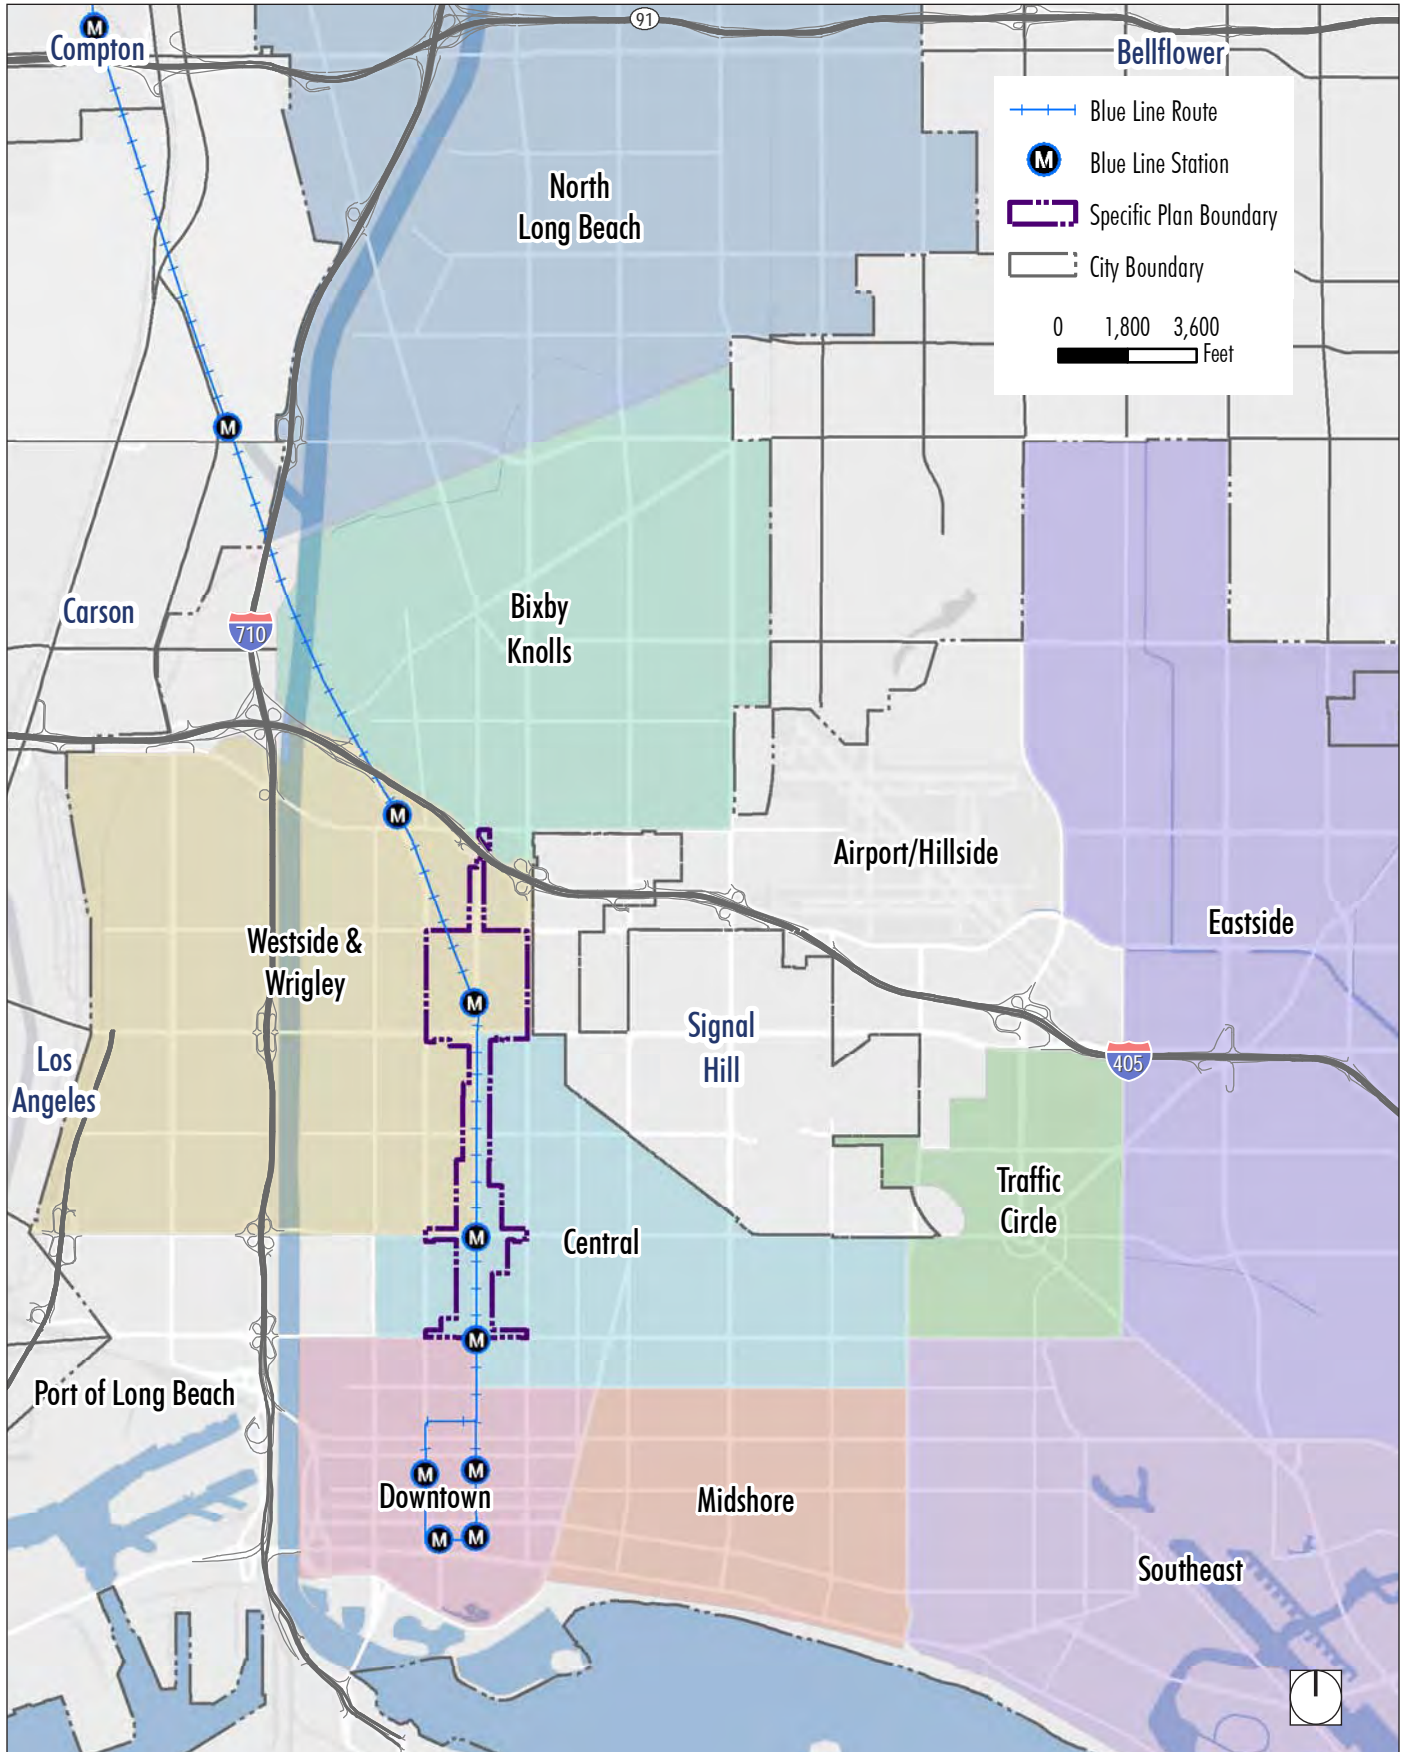 91
M
Compton
Bellflower
Blue Line Route
M
Blue Line Station
North
Long Beach
Specific Plan Boundary
City Boundary
0 1,800 3,600
Feet
M
Bixby
Knolls
Carson
710
M
Airport/Hillside
Eastside
Westside &
Wrigley
M
Signal
Hill
Los
Angeles
405
Traffic
Circle
M
Central
M
Port of Long Beach
M M
Downtown
Midshore
M M
Southeast